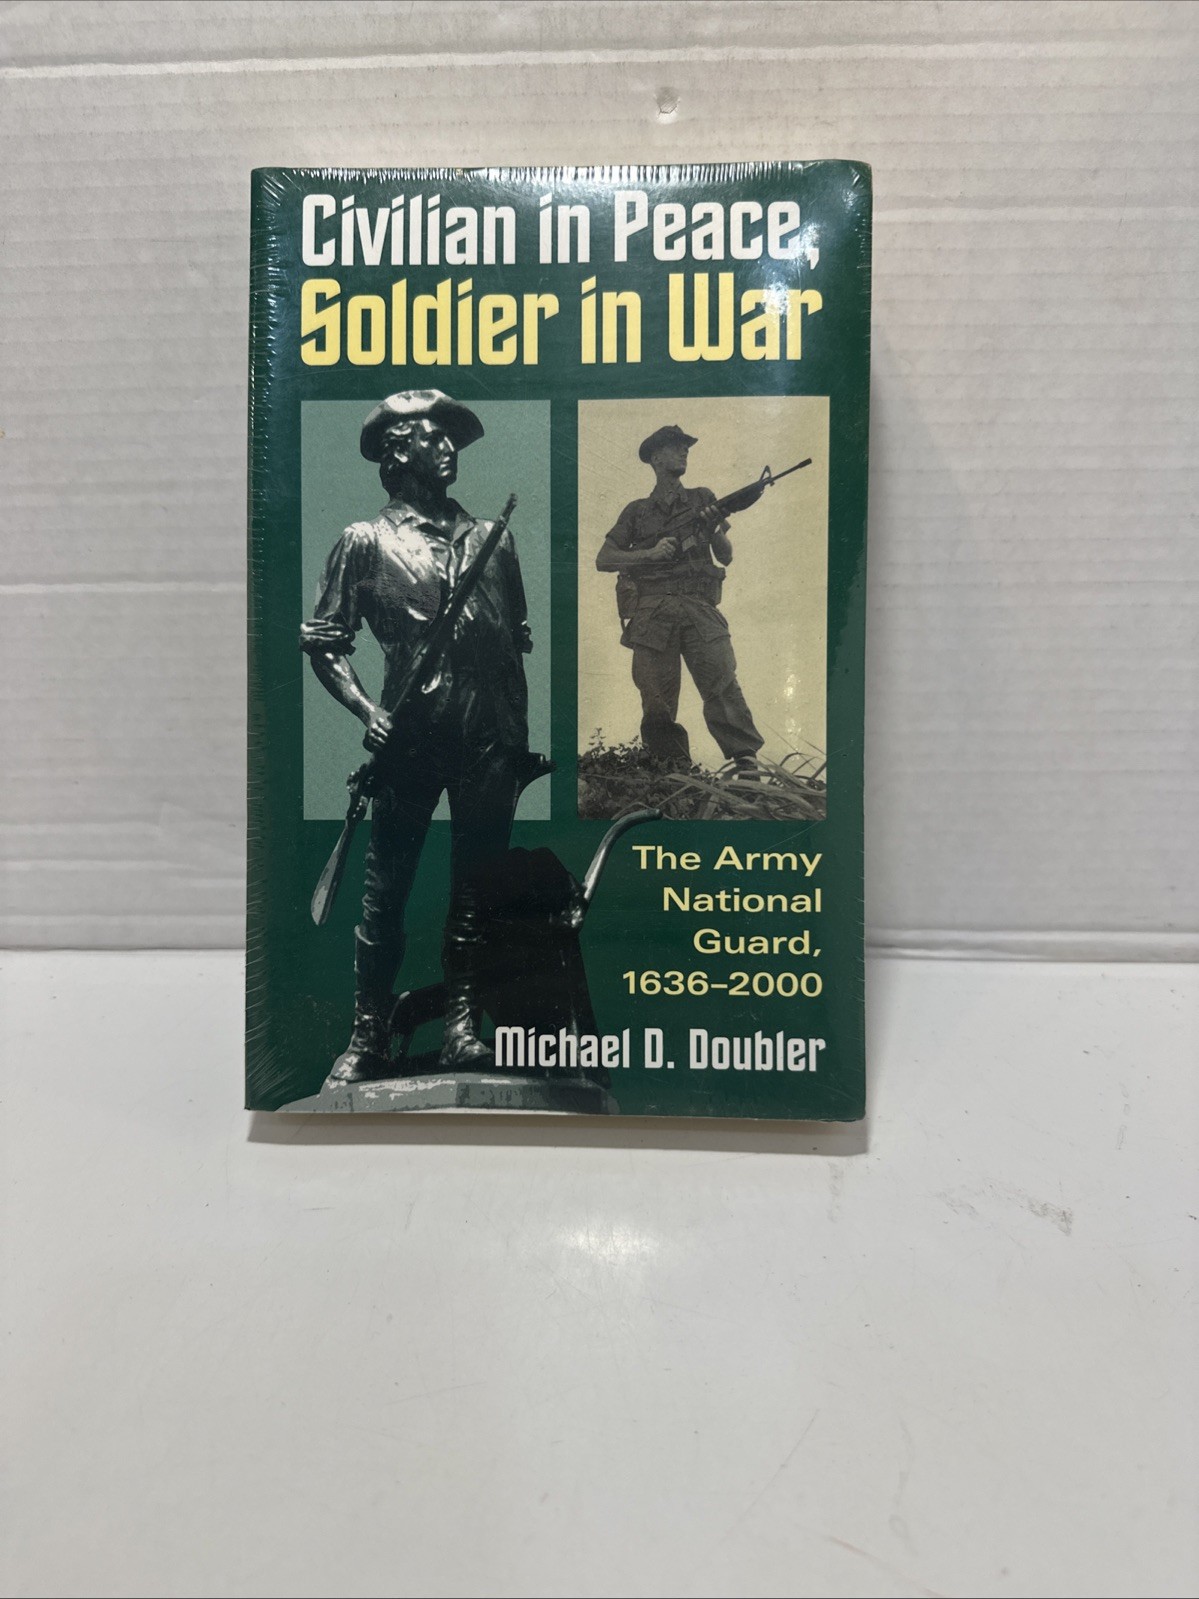 Civilian in Peace,
Soldier in War
The Army
National
Guard,
1636–2000
Michael D. Doubler